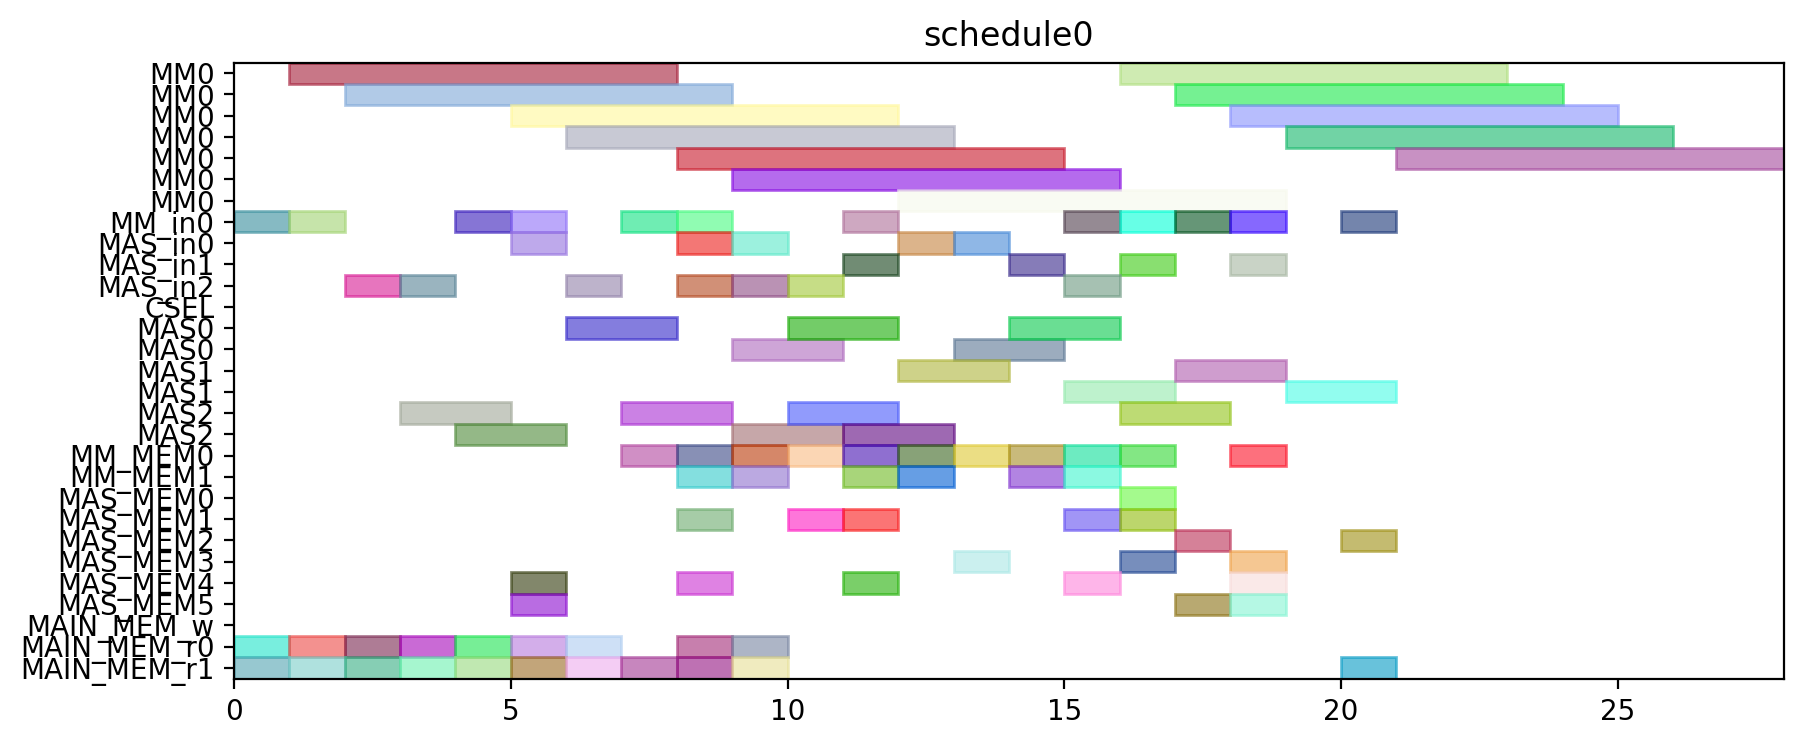 schedule0
MM0
MM0
MM0
MM0
MM0
MM0
MM0
MM_in0
MAS_in0
MAS_in1
MAS_in2
CSEL
MAS0
MAS0
MAS1
MAS1
MAS2
MAS2
MM_MEM0
MM_MEM1
MAS_MEM0
MAS_MEM1
MAS_MEM2
MAS_MEM3
MAS_MEM4
MAS_MEM5
MAIN_MEM_w
MAIN_MEM_r0
MAIN_MEM_r1
0 5 10 15 20 25